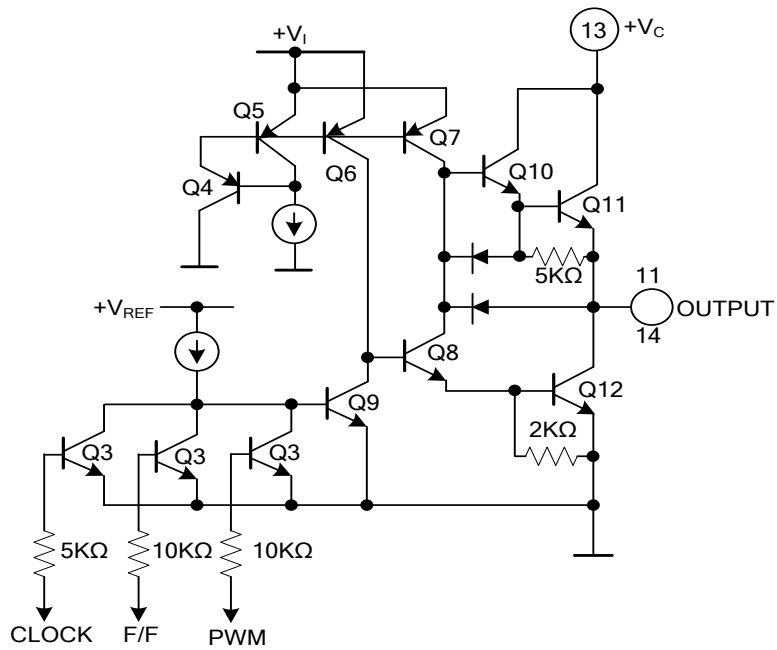 +VI
13
+VC
Q5
Q7
Q4
Q6
Q10
Q11
5KΩ
11
OUTPUT
14
+VREF
Q8
Q12
Q9
2KΩ
Q3
Q3
Q3
5KΩ
10KΩ
10KΩ
CLOCK
F/F
PWM